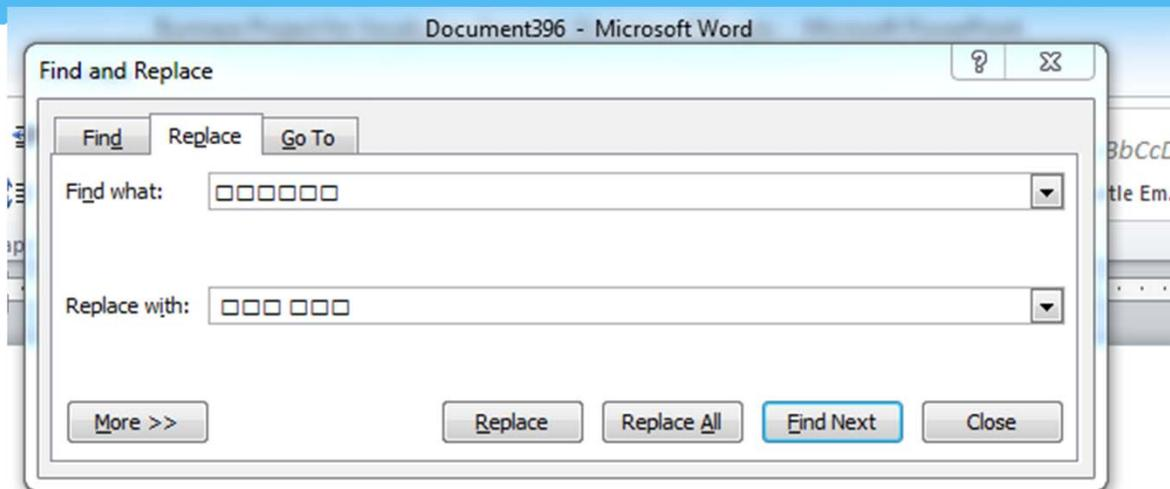 Document396 - Microsoft Word
Find and Replace
Find Replace Go To
BbCcD
Find what: □□□□□□
tle Em.
Replace with: □□□ □□□
More >> Replace Replace All Find Next Close